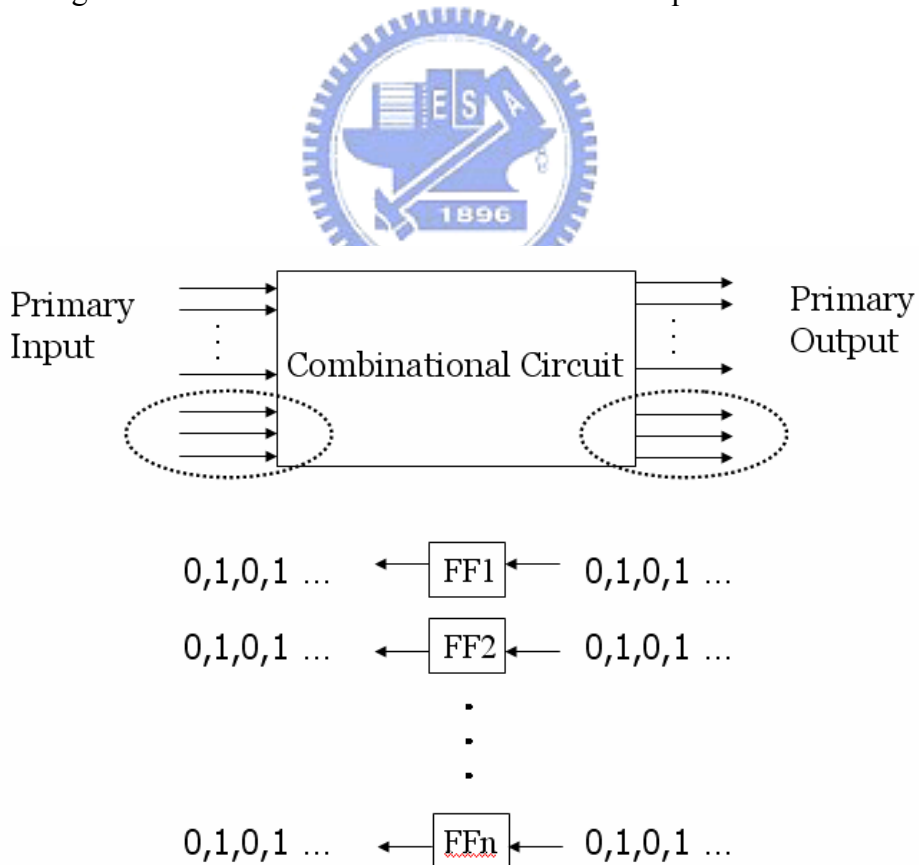 E S A
1896
Primary
Input
Combinational Circuit
Primary
Output
0,1,0,1 ...
FF1
0,1,0,1 ...
0,1,0,1 ...
FF2
0,1,0,1 ...
0,1,0,1 ...
FFn
0,1,0,1 ...